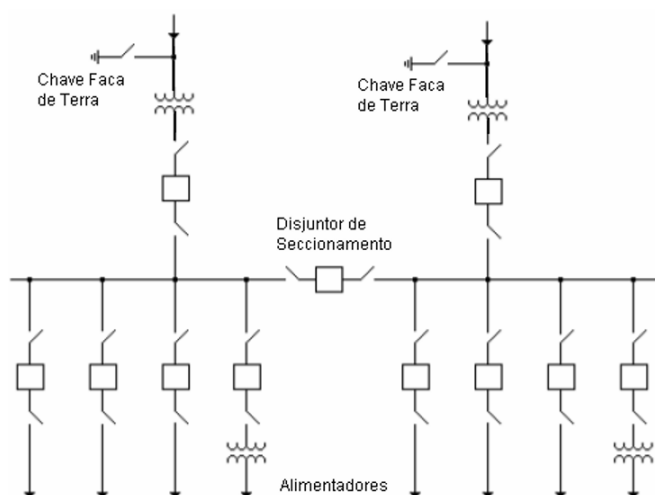 Chave Faca
de Terra
Chave Faca
de Terra
Disjuntor de
Seccionamento
Alimentadores